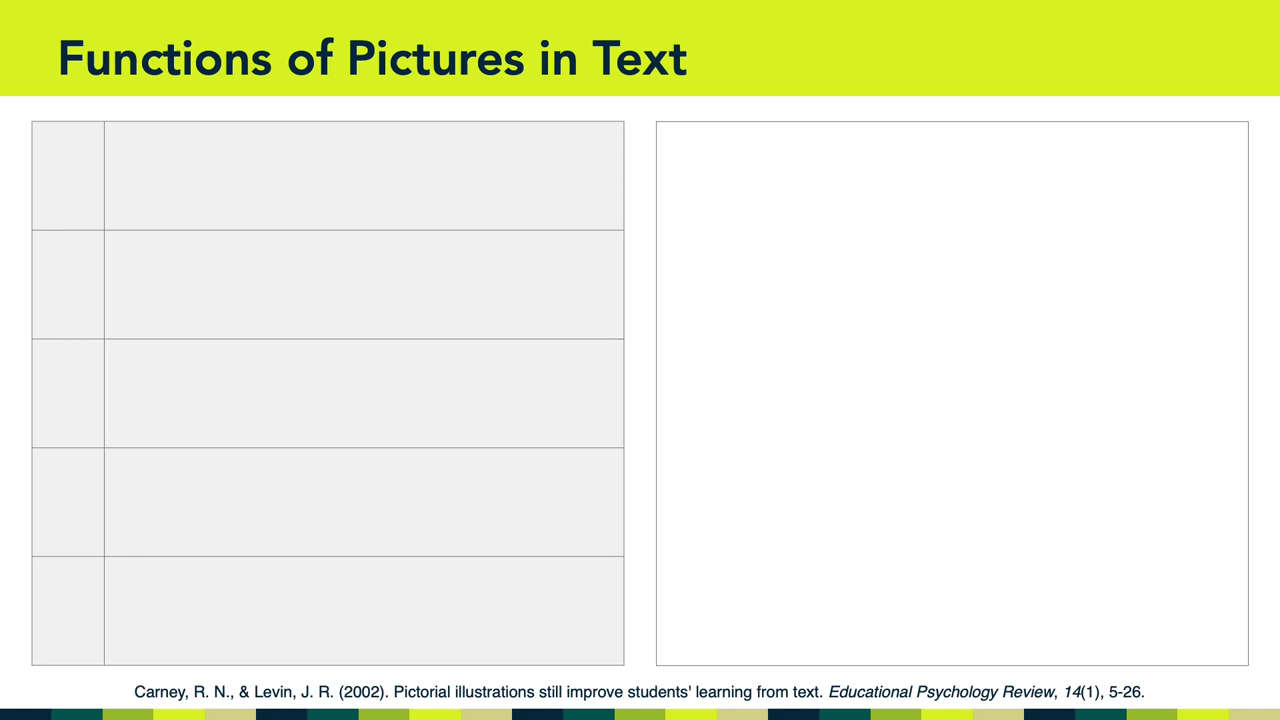 Functions of Pictures in Text
Carney, R. N., & Levin, J. R. (2002). Pictorial illustrations still improve students' learning from text. Educational Psychology Review, 14(1), 5-26.